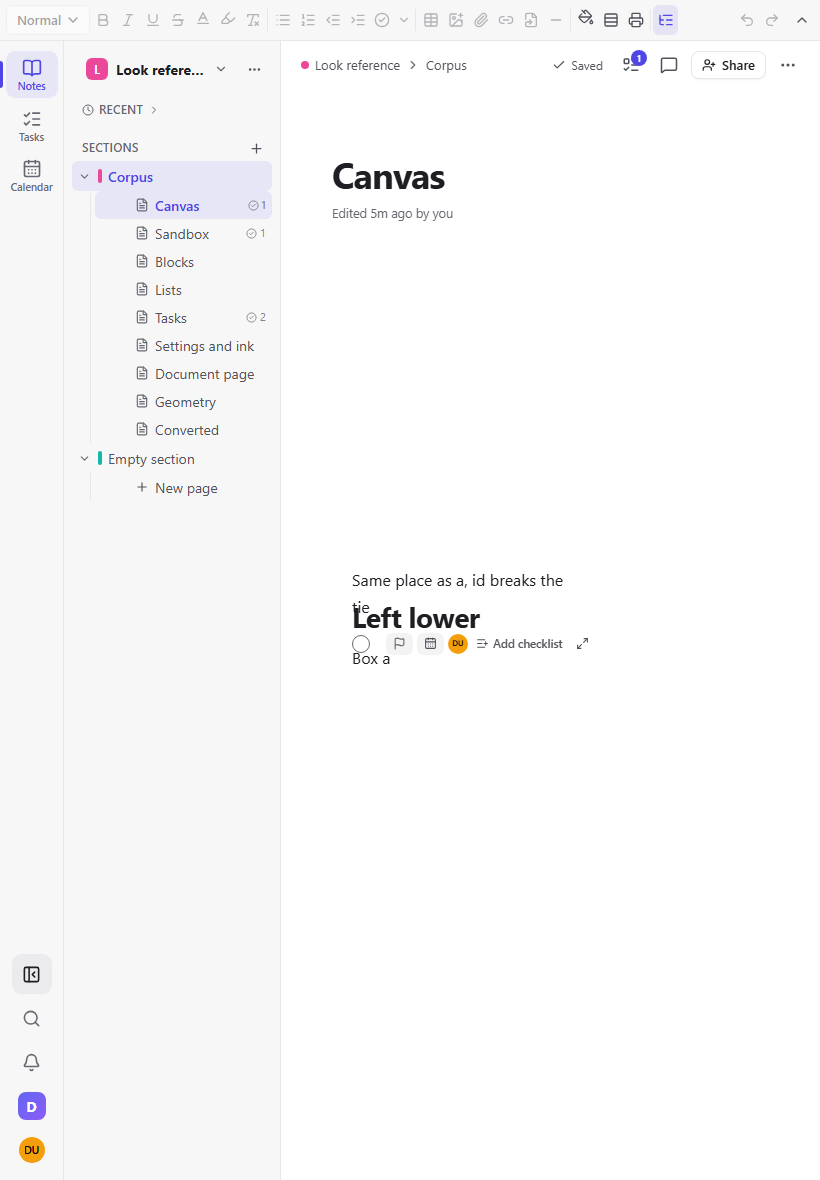 Normal
Notes
Tasks
Calendar
L Look refere...
RECENT
SECTIONS
Corpus
Canvas 1
Sandbox 1
Blocks
Lists
Tasks 2
Settings and ink
Document page
Geometry
Converted
Empty section
New page
D
DU
Look reference Corpus
Saved
1
Share
Canvas
Edited 5m ago by you
Same place as a, id breaks the
tie
Left lower
DU Add checklist
Box a